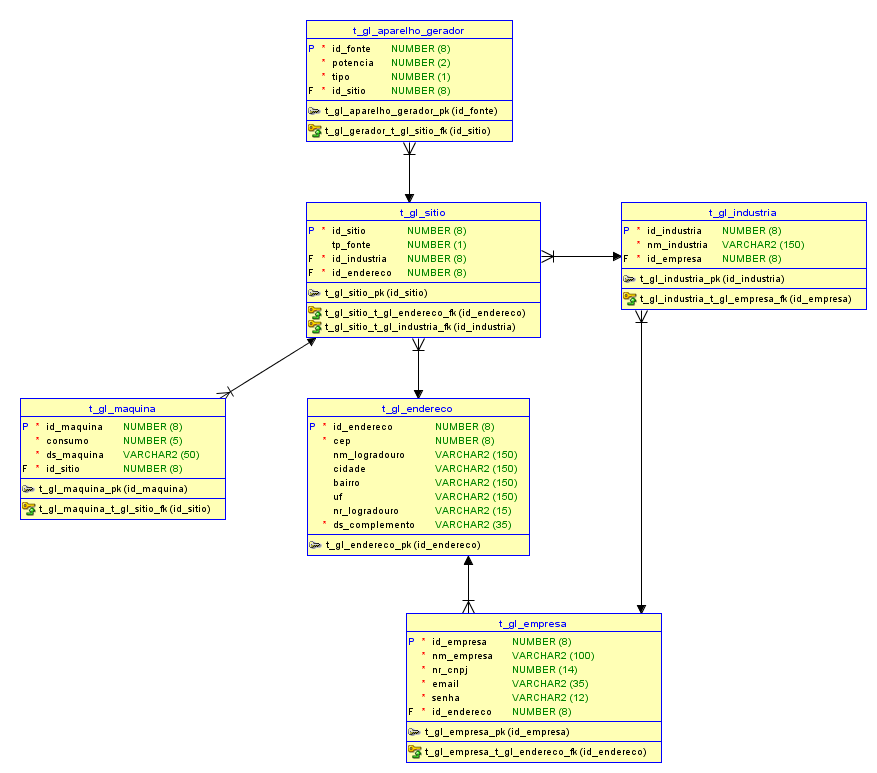 t_gl_aparelho_gerador
P * id_fonte NUMBER (8)
* potencia NUMBER (2)
* tipo NUMBER (1)
F * id_sitio NUMBER (8)
t_gl_aparelho_gerador_pk (id_fonte)
t_gl_gerador_t_gl_sitio_fk (id_sitio)
t_gl_sitio
P * id_sitio NUMBER (8)
tp_fonte NUMBER (1)
F * id_industria NUMBER (8)
F * id_endereco NUMBER (8)
t_gl_sitio_pk (id_sitio)
t_gl_sitio_t_gl_endereco_fk (id_endereco)
t_gl_sitio_t_gl_industria_fk (id_industria)
t_gl_industria
P * id_industria NUMBER (8)
* nm_industria VARCHAR2 (150)
F * id_empresa NUMBER (8)
t_gl_industria_pk (id_industria)
t_gl_industria_t_gl_empresa_fk (id_empresa)
t_gl_maquina
P * id_maquina NUMBER (8)
* consumo NUMBER (5)
* ds_maquina VARCHAR2 (50)
F * id_sitio NUMBER (8)
t_gl_maquina_pk (id_maquina)
t_gl_maquina_t_gl_sitio_fk (id_sitio)
t_gl_endereco
P * id_endereco NUMBER (8)
* cep NUMBER (8)
nm_logradouro VARCHAR2 (150)
cidade VARCHAR2 (150)
bairro VARCHAR2 (150)
uf VARCHAR2 (150)
nr_logradouro VARCHAR2 (15)
* ds_complemento VARCHAR2 (35)
t_gl_endereco_pk (id_endereco)
t_gl_empresa
P * id_empresa NUMBER (8)
* nm_empresa VARCHAR2 (100)
* nr_cnpj NUMBER (14)
* email VARCHAR2 (35)
* senha VARCHAR2 (12)
F * id_endereco NUMBER (8)
t_gl_empresa_pk (id_empresa)
t_gl_empresa_t_gl_endereco_fk (id_endereco)